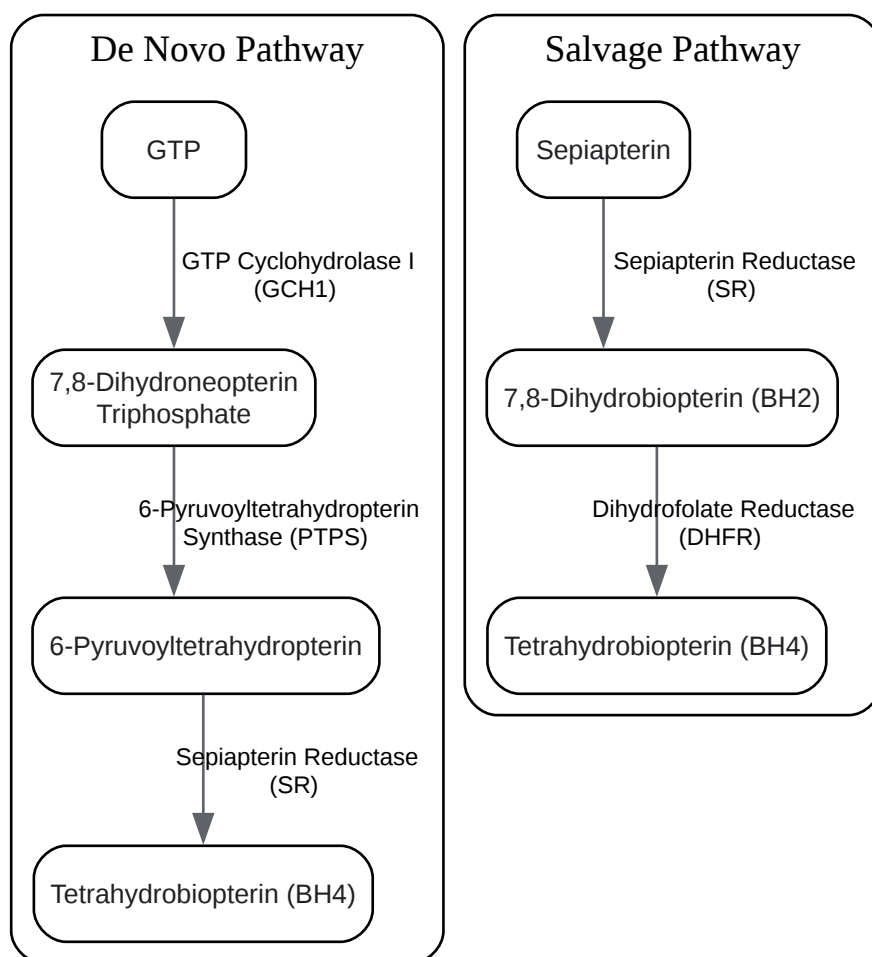 De Novo Pathway
GTP
GTP Cyclohydrolase I
(GCH1)
7,8-Dihydroneopterin
Triphosphate
6-Pyruvoyltetrahydropterin
Synthase (PTPS)
6-Pyruvoyltetrahydropterin
Sepiapterin Reductase
(SR)
Tetrahydrobiopterin (BH4)
Salvage Pathway
Sepiapterin
Sepiapterin Reductase
(SR)
7,8-Dihydrobiopterin (BH2)
Dihydrofolate Reductase
(DHFR)
Tetrahydrobiopterin (BH4)